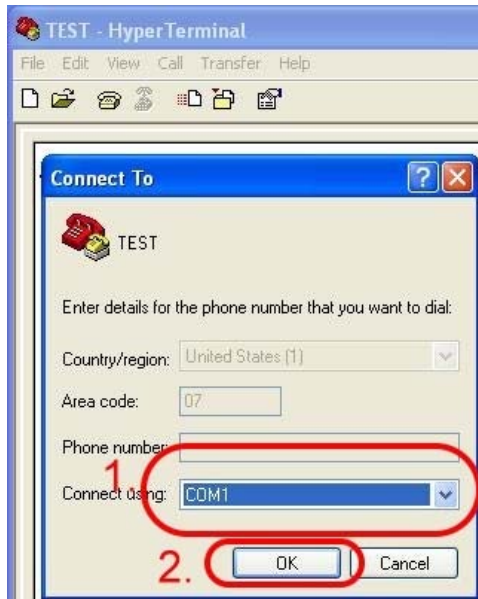 TEST - HyperTerminal
File Edit View Call Transfer Help
Connect To
TEST
Enter details for the phone number that you want to dial:
Country/region: United States (1)
Area code: 07
Phone number:
1.
Connect using: COM1
2. OK Cancel